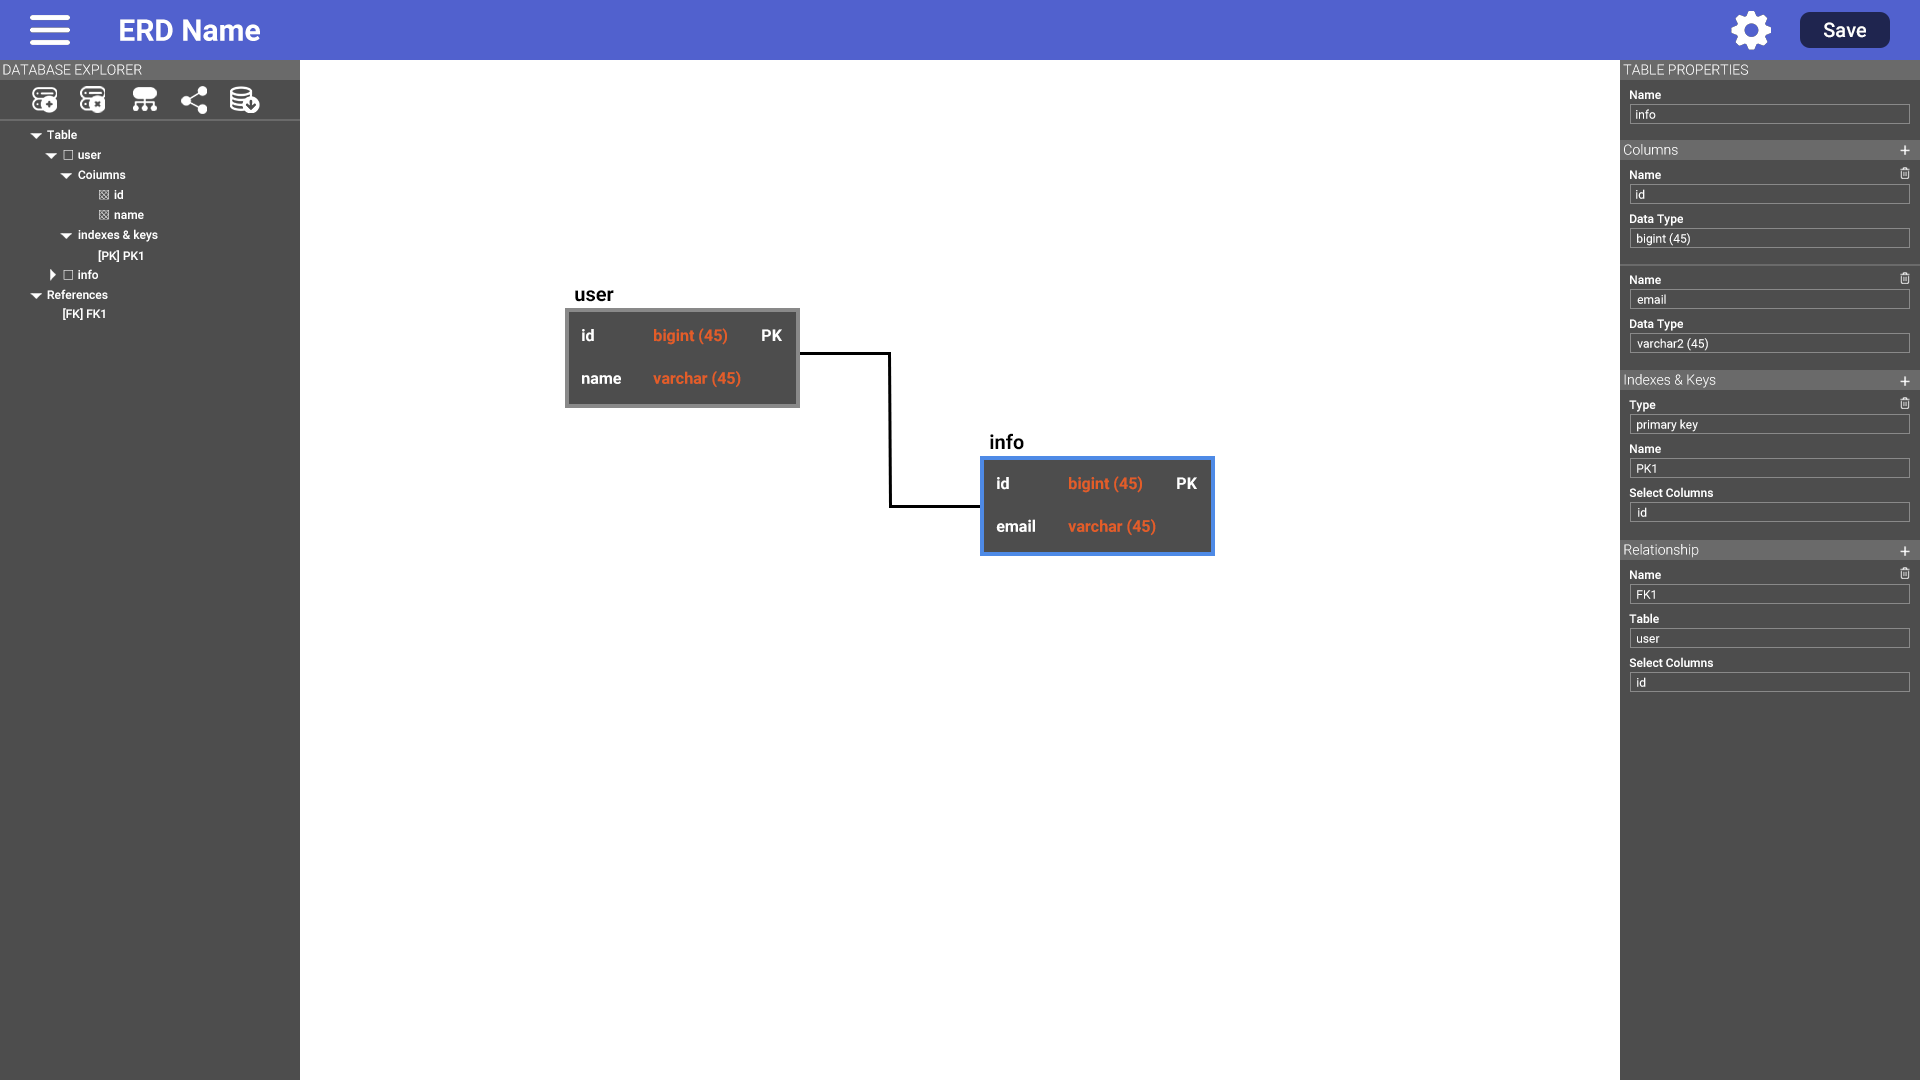 ERD Name
Save
DATABASE EXPLORER
Table
user
Coiumns
id
name
indexes & keys
[PK] PK1
info
References
[FK] FK1
user
id bigint (45) PK
name varchar (45)
info
id bigint (45) PK
email varchar (45)
TABLE PROPERTIES
Name
info
Columns +
Name
id
Data Type
bigint (45)
Name
email
Data Type
varchar2 (45)
Indexes & Keys +
Type
primary key
Name
PK1
Select Columns
id
Relationship +
Name
FK1
Table
user
Select Columns
id